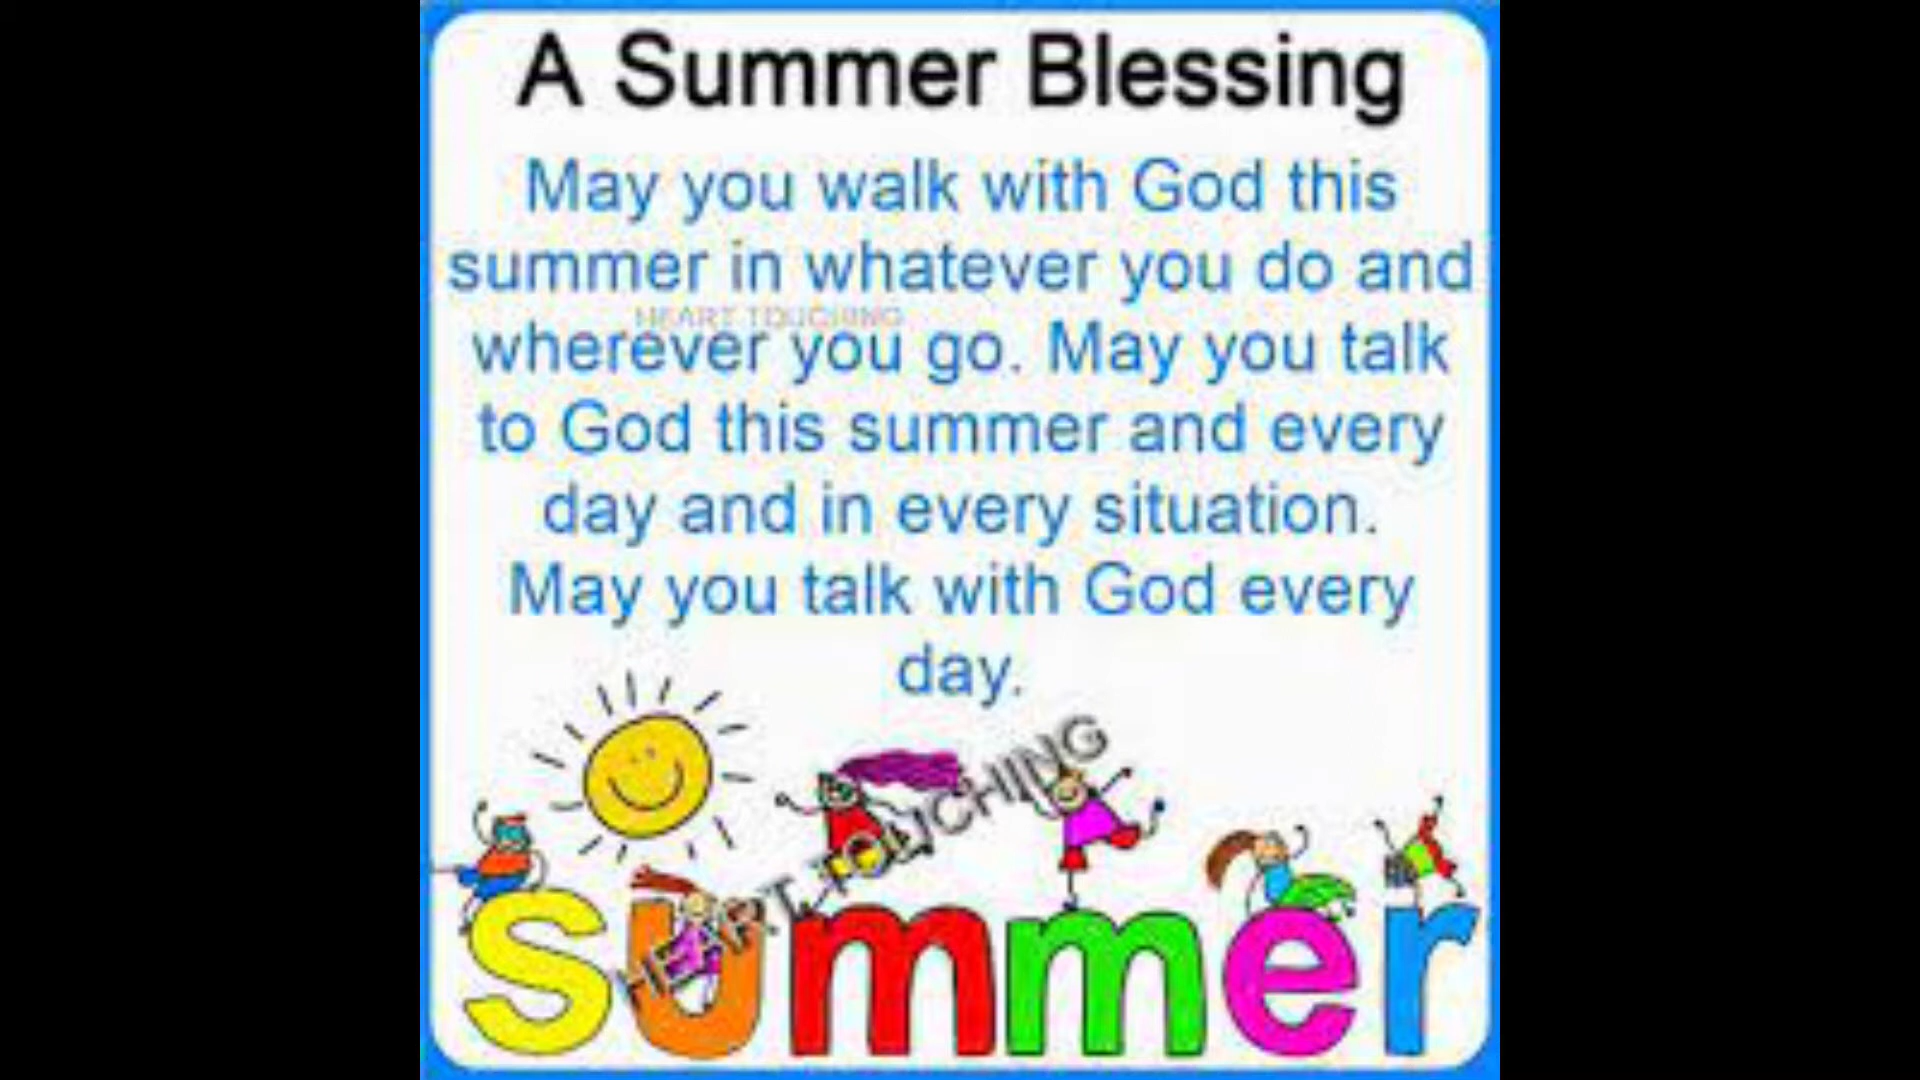 A Summer Blessing
May you walk with God this
summer in whatever you do and
HEART TOUCHING
wherever you go. May you talk
to God this summer and every
day and in every situation.
May you talk with God every
day.
HEART TOUCHING
summer